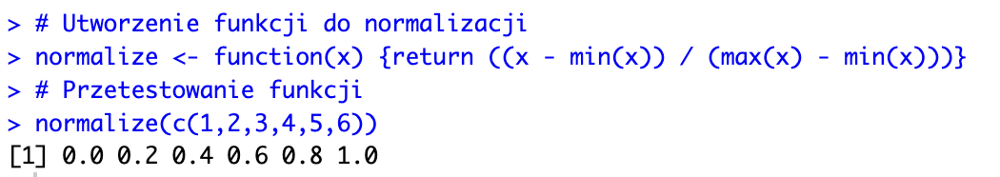 > # Utworzenie funkcji do normalizacji
> normalize <- function(x) {return ((x - min(x)) / (max(x) - min(x)))}
> # Przetestowanie funkcji
> normalize(c(1,2,3,4,5,6))
[1] 0.0 0.2 0.4 0.6 0.8 1.0